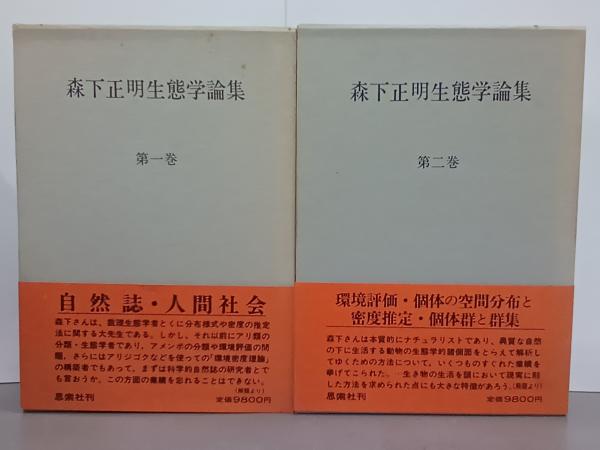 森下正明生態学論集
第一巻
自然誌・人間社会
森下さんは、数理生態学者とくに分布様式や密度の推定
法に関する大先生である。しかし、それ以前にアリ類の
分類・生態学者であり、アメンボの分類や環境評価の問
題、さらにはアリジゴクなどを使っての「環境密度理論」
の構築者でもあって、まずは科学的自然誌の研究者とで
も言おうか、この方面の業績を忘れることはできない。
(解題より)
思索社刊
定価9800円
森下正明生態学論集
第二巻
環境評価・個体の空間分布と
密度推定・個体群と群集
森下さんは本質的にナチュラリストであり、異質な自然
の下に生活する動物の生態学的諸側面をとらえて解析し
てゆくための方法について、いくつものすぐれた業績を
挙げてこられた。…生き物の生活を頭において現実に則
した方法を求められた点にも大きな特徴があろう。(解題より)
思索社刊
定価9800円